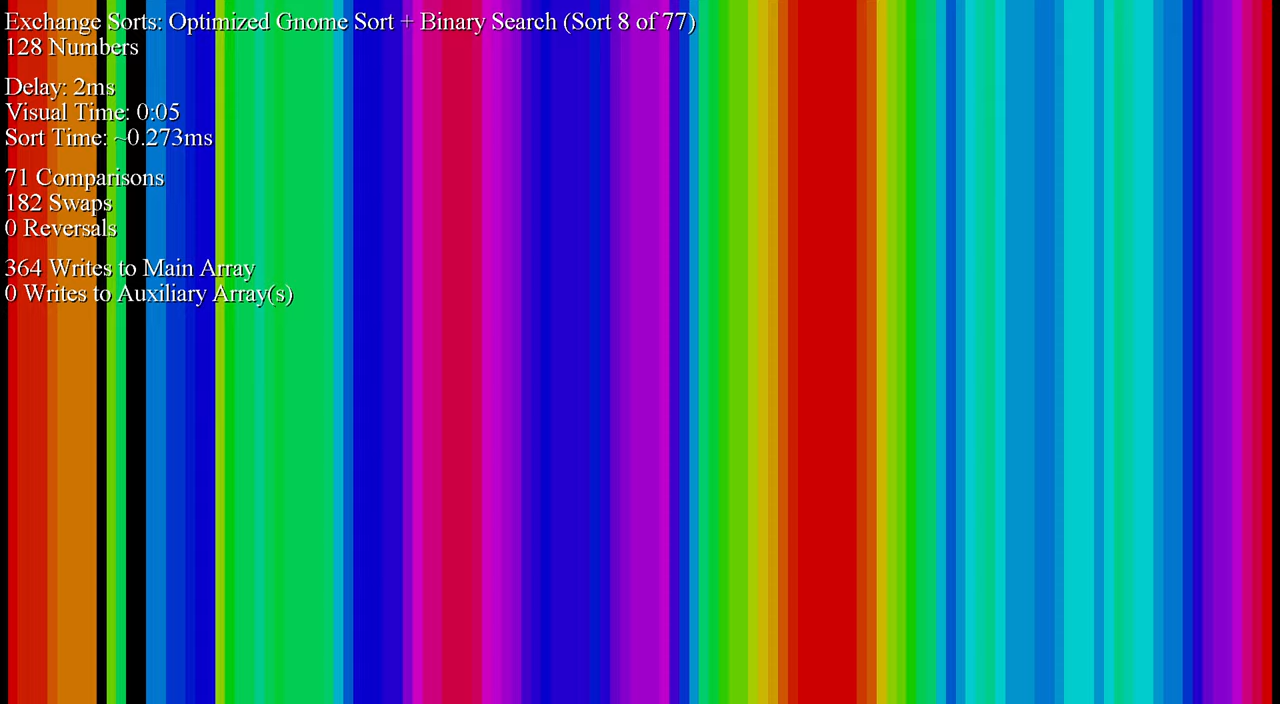 Exchange Sorts: Optimized Gnome Sort + Binary Search (Sort 8 of 77)
128 Numbers
Delay: 2ms
Visual Time: 0:05
Sort Time: ~0.273ms
71 Comparisons
182 Swaps
0 Reversals
364 Writes to Main Array
0 Writes to Auxiliary Array(s)